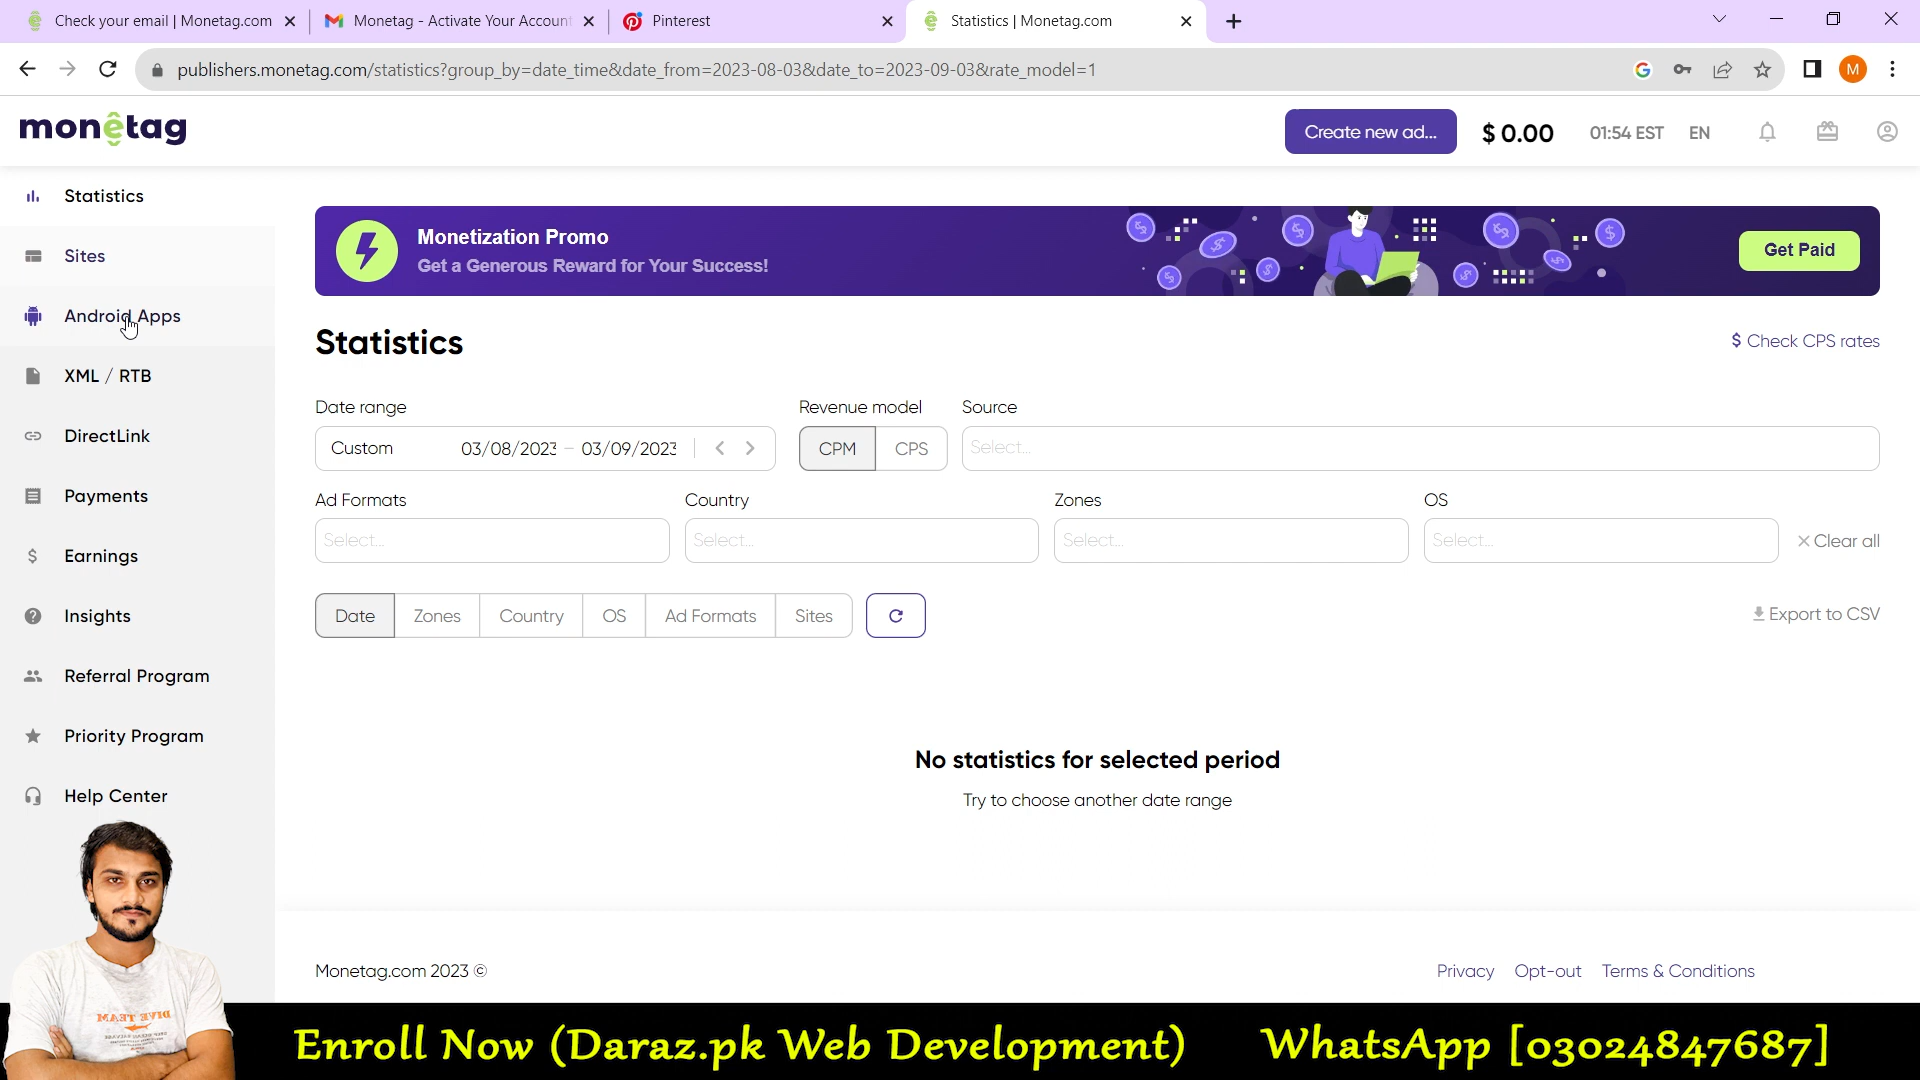 Check your email | Monetag.com
Monetag - Activate Your Account
Pinterest
Statistics | Monetag.com
publishers.monetag.com/statistics?group_by=date_time&date_from=2023-08-03&date_to=2023-09-03&rate_model=1
M
monetag
Create new ad...
$ 0.00
01:54 EST
EN
Statistics
Sites
Android Apps
XML / RTB
DirectLink
Payments
Earnings
Insights
Referral Program
Priority Program
Help Center
Monetization Promo
Get a Generous Reward for Your Success!
Get Paid
Statistics
$ Check CPS rates
Date range
Revenue model
Source
Custom 03/08/2023 – 03/09/2023
CPM
CPS
Select...
Ad Formats
Country
Zones
OS
Select...
Select...
Select...
Select...
Clear all
Date
Zones
Country
OS
Ad Formats
Sites
Export to CSV
No statistics for selected period
Try to choose another date range
Monetag.com 2023 ©
Privacy
Opt-out
Terms & Conditions
DIVE TEAM
Enroll Now (Daraz.pk Web Development) WhatsApp [03024847687]